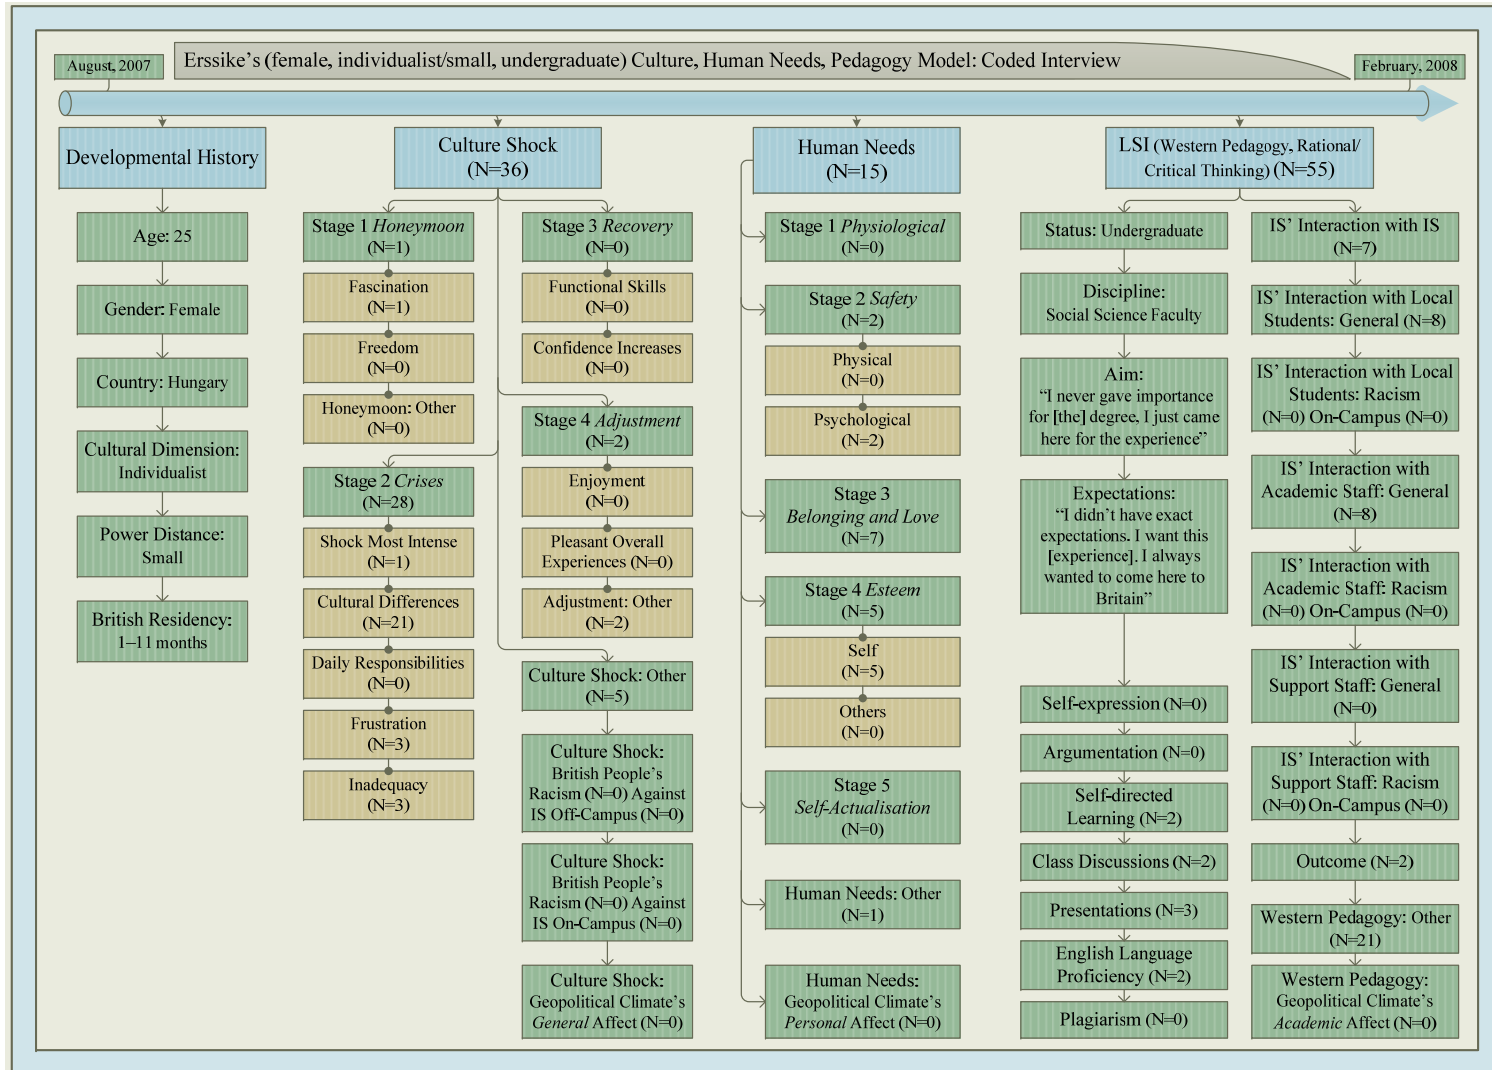 August, 2007
Erssike’s (female, individualist/small, undergraduate) Culture, Human Needs, Pedagogy Model: Coded Interview
February, 2008
Developmental History
Age: 25
Gender: Female
Country: Hungary
Cultural Dimension:
Individualist
Power Distance:
Small
British Residency:
1–11 months
Culture Shock
(N=36)
Stage 1 Honeymoon
(N=1)
Fascination
(N=1)
Freedom
(N=0)
Honeymoon: Other
(N=0)
Stage 2 Crises
(N=28)
Shock Most Intense
(N=1)
Cultural Differences
(N=21)
Daily Responsibilities
(N=0)
Frustration
(N=3)
Inadequacy
(N=3)
Stage 3 Recovery
(N=0)
Functional Skills
(N=0)
Confidence Increases
(N=0)
Stage 4 Adjustment
(N=2)
Enjoyment
(N=0)
Pleasant Overall
Experiences (N=0)
Adjustment: Other
(N=2)
Culture Shock: Other
(N=5)
Culture Shock:
British People’s
Racism (N=0) Against
IS Off-Campus (N=0)
Culture Shock:
British People’s
Racism (N=0) Against
IS On-Campus (N=0)
Culture Shock:
Geopolitical Climate’s
General Affect (N=0)
Human Needs
(N=15)
Stage 1 Physiological
(N=0)
Stage 2 Safety
(N=2)
Physical
(N=0)
Psychological
(N=2)
Stage 3
Belonging and Love
(N=7)
Stage 4 Esteem
(N=5)
Self
(N=5)
Others
(N=0)
Stage 5
Self-Actualisation
(N=0)
Human Needs: Other
(N=1)
Human Needs:
Geopolitical Climate’s
Personal Affect (N=0)
LSI (Western Pedagogy, Rational/
Critical Thinking) (N=55)
Status: Undergraduate
Discipline:
Social Science Faculty
Aim:
“I never gave importance
for [the] degree, I just came
here for the experience”
Expectations:
“I didn’t have exact
expectations. I want this
[experience]. I always
wanted to come here to
Britain”
Self-expression (N=0)
Argumentation (N=0)
Self-directed
Learning (N=2)
Class Discussions (N=2)
Presentations (N=3)
English Language
Proficiency (N=2)
Plagiarism (N=0)
IS’ Interaction with IS
(N=7)
IS’ Interaction with Local
Students: General (N=8)
IS’ Interaction with Local
Students: Racism
(N=0) On-Campus (N=0)
IS’ Interaction with
Academic Staff: General
(N=8)
IS’ Interaction with
Academic Staff: Racism
(N=0) On-Campus (N=0)
IS’ Interaction with
Support Staff: General
(N=0)
IS’ Interaction with
Support Staff: Racism
(N=0) On-Campus (N=0)
Outcome (N=2)
Western Pedagogy: Other
(N=21)
Western Pedagogy:
Geopolitical Climate’s
Academic Affect (N=0)